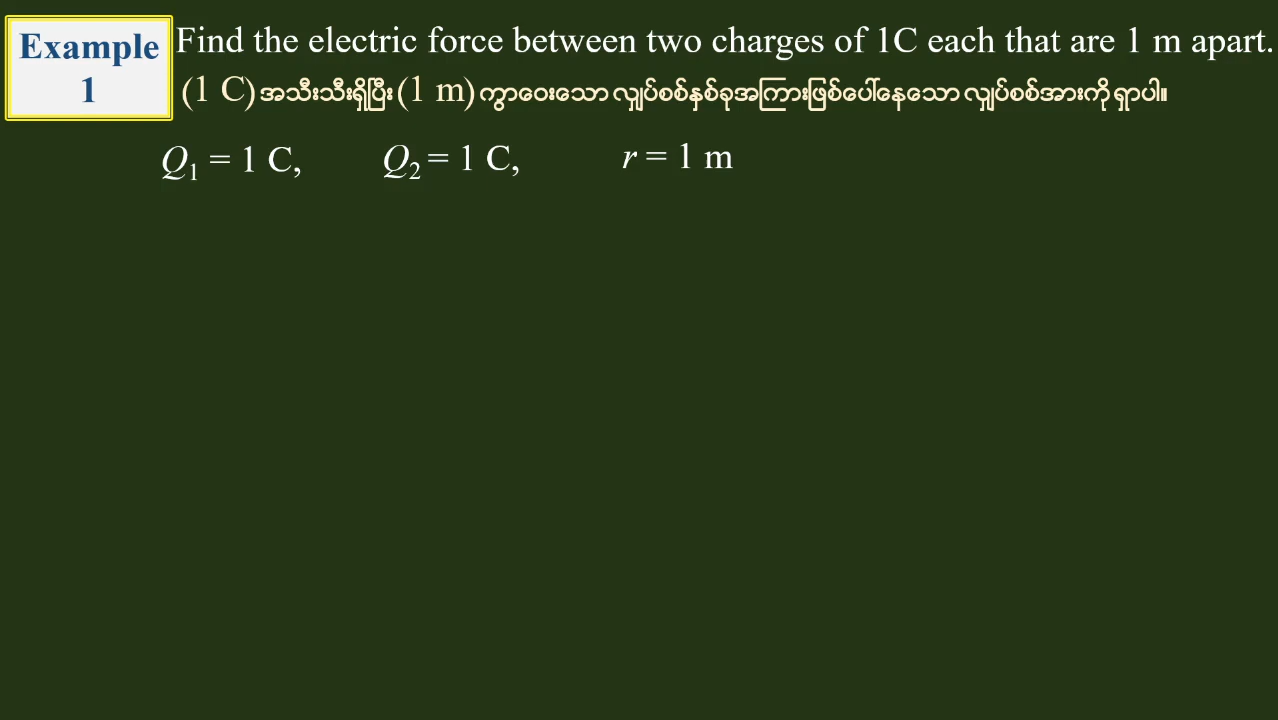 Example
1
Find the electric force between two charges of 1C each that are 1 m apart.
(1 C) အသီးသီးရှိပြီး (1 m) ကွာဝေးသော လျှပ်စစ်နှစ်ခုအကြားဖြစ်ပေါ်နေသော လျှပ်စစ်အားကို ရှာပါ။
Q₁ = 1 C, Q₂ = 1 C, r = 1 m